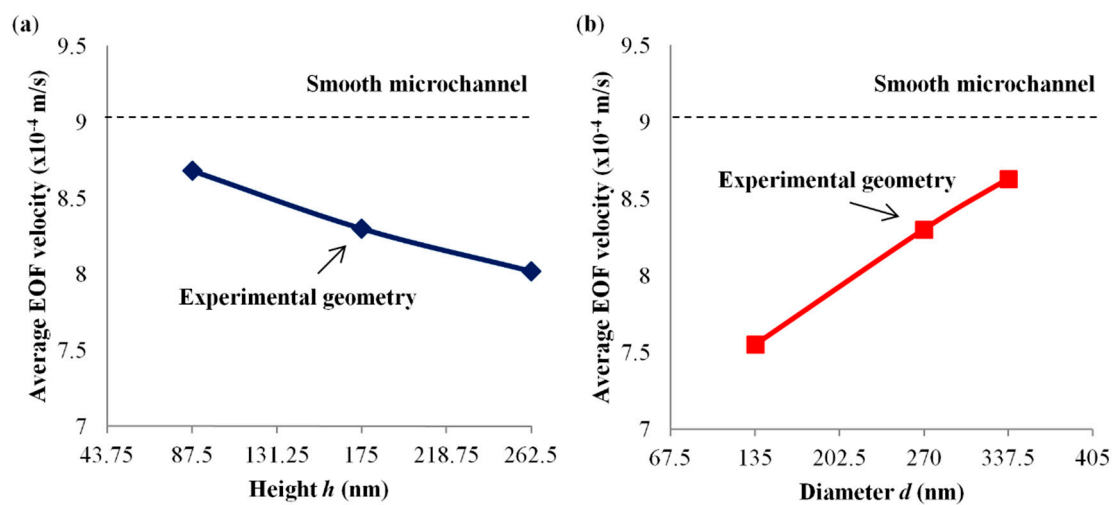 (a)
Average EOF velocity (x10⁻⁴ m/s)
9.5
9
8.5
8
7.5
7
Smooth microchannel
Experimental geometry
43.75 87.5 131.25 175 218.75 262.5
Height h (nm)
(b)
Average EOF velocity (x10⁻⁴ m/s)
9.5
9
8.5
8
7.5
7
Smooth microchannel
Experimental geometry
67.5 135 202.5 270 337.5 405
Diameter d (nm)